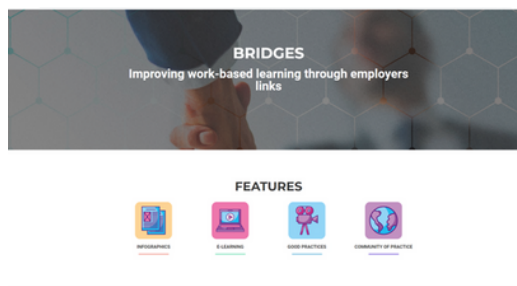 BRIDGES
Improving work-based learning through employers
links
FEATURES
INFOGRAPHICS
E-LEARNING
GOOD PRACTICES
COMMUNITY OF PRACTICE